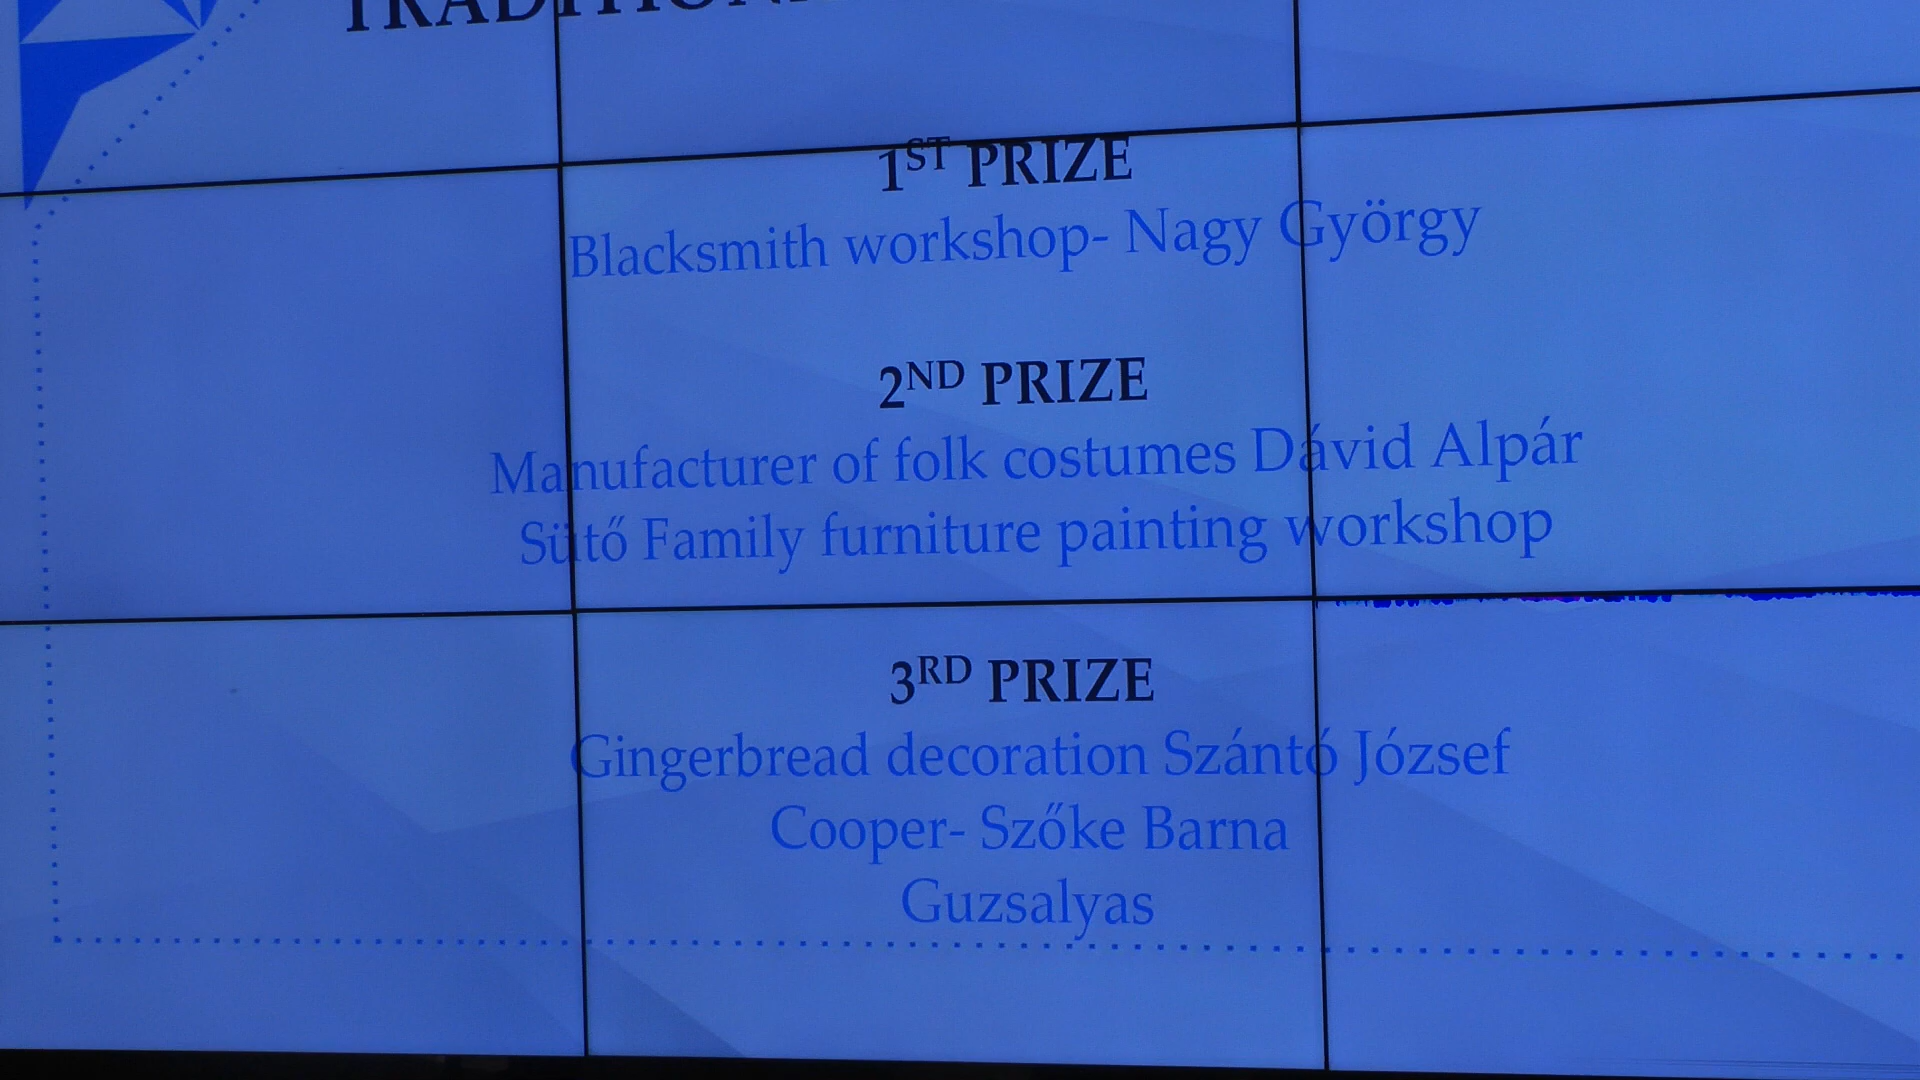 1ST PRIZE
Blacksmith workshop- Nagy György
2ND PRIZE
Manufacturer of folk costumes Dávid Alpár
Sütő Family furniture painting workshop
3RD PRIZE
Gingerbread decoration Szántó József
Cooper- Szőke Barna
Guzsalyas